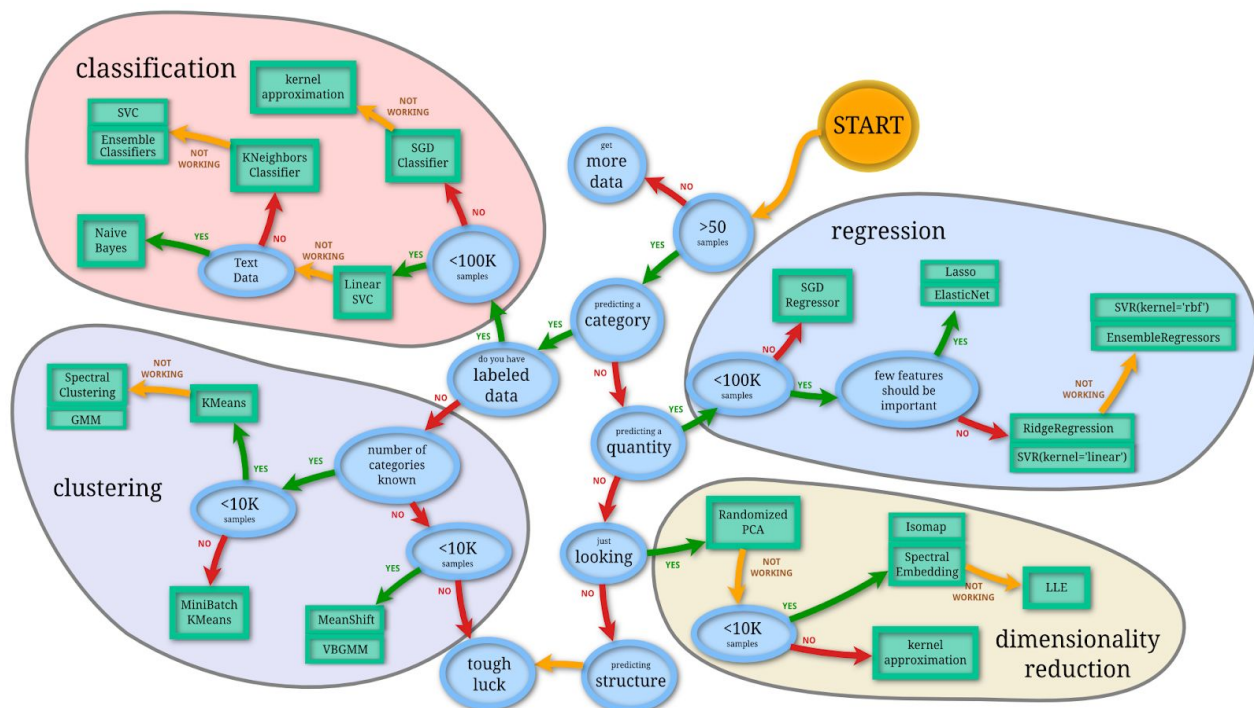 classification
kernel
approximation
NOT
WORKING
SVC
Ensemble
Classifiers
NOT
WORKING
KNeighbors
Classifier
SGD
Classifier
NO
Naive
Bayes
YES
Text
Data
NO
NOT
WORKING
Linear
SVC
YES
<100K
samples
YES
START
get
more
data
NO
>50
samples
YES
predicting a
category
YES
NO
do you have
labeled
data
NO
predicting a
quantity
YES
NO
just
looking
YES
NO
predicting
structure
tough
luck
regression
SGD
Regressor
NO
<100K
samples
YES
Lasso
ElasticNet
YES
few features
should be
important
NO
SVR(kernel='rbf')
EnsembleRegressors
NOT
WORKING
RidgeRegression
SVR(kernel='linear')
clustering
Spectral
Clustering
GMM
NOT
WORKING
KMeans
YES
<10K
samples
NO
MiniBatch
KMeans
YES
number of
categories
known
NO
<10K
samples
YES
NO
MeanShift
VBGMM
Randomized
PCA
NOT
WORKING
<10K
samples
YES
NO
Isomap
Spectral
Embedding
NOT
WORKING
LLE
kernel
approximation
dimensionality
reduction